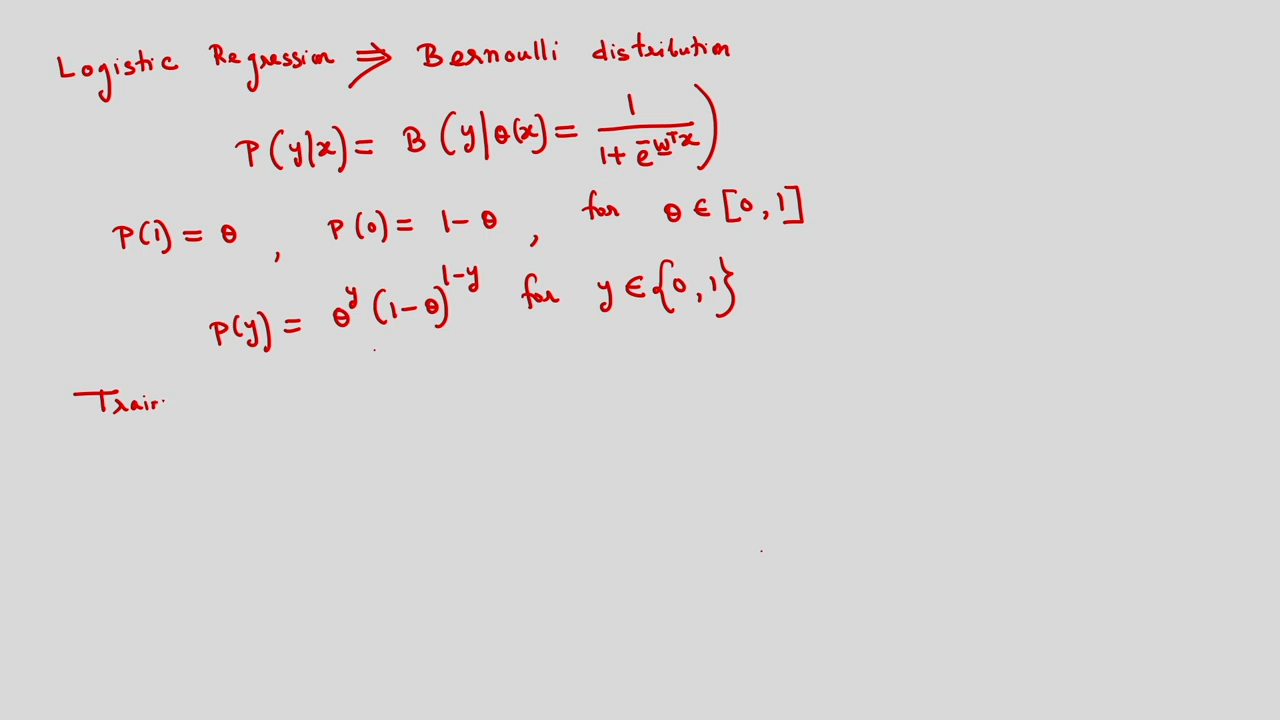 Logistic Regression ⇒ Bernoulli distribution
P(y|x) = B(y|θ(x) = 1/(1 + e^{-w^T x}))
P(1) = θ , P(0) = 1 - θ , for θ ∈ [0, 1]
P(y) = θ^y (1 - θ)^{1-y} for y ∈ {0, 1}